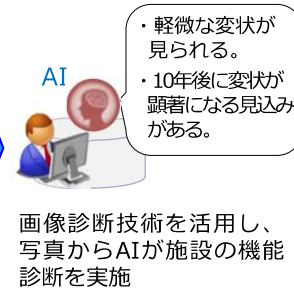 ・軽微な変状が
見られる。
・10年後に変状が
顕著になる見込み
がある。
AI
画像診断技術を活用し、
写真からAIが施設の機能
診断を実施